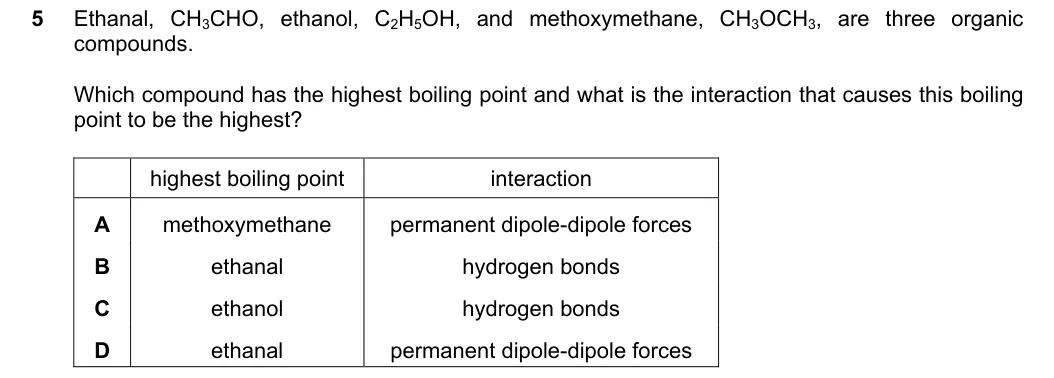 5 Ethanal, CH₃CHO, ethanol, C₂H₅OH, and methoxymethane, CH₃OCH₃, are three organic
compounds.
Which compound has the highest boiling point and what is the interaction that causes this boiling
point to be the highest?
highest boiling point interaction
A methoxymethane permanent dipole-dipole forces
B ethanal hydrogen bonds
C ethanol hydrogen bonds
D ethanal permanent dipole-dipole forces